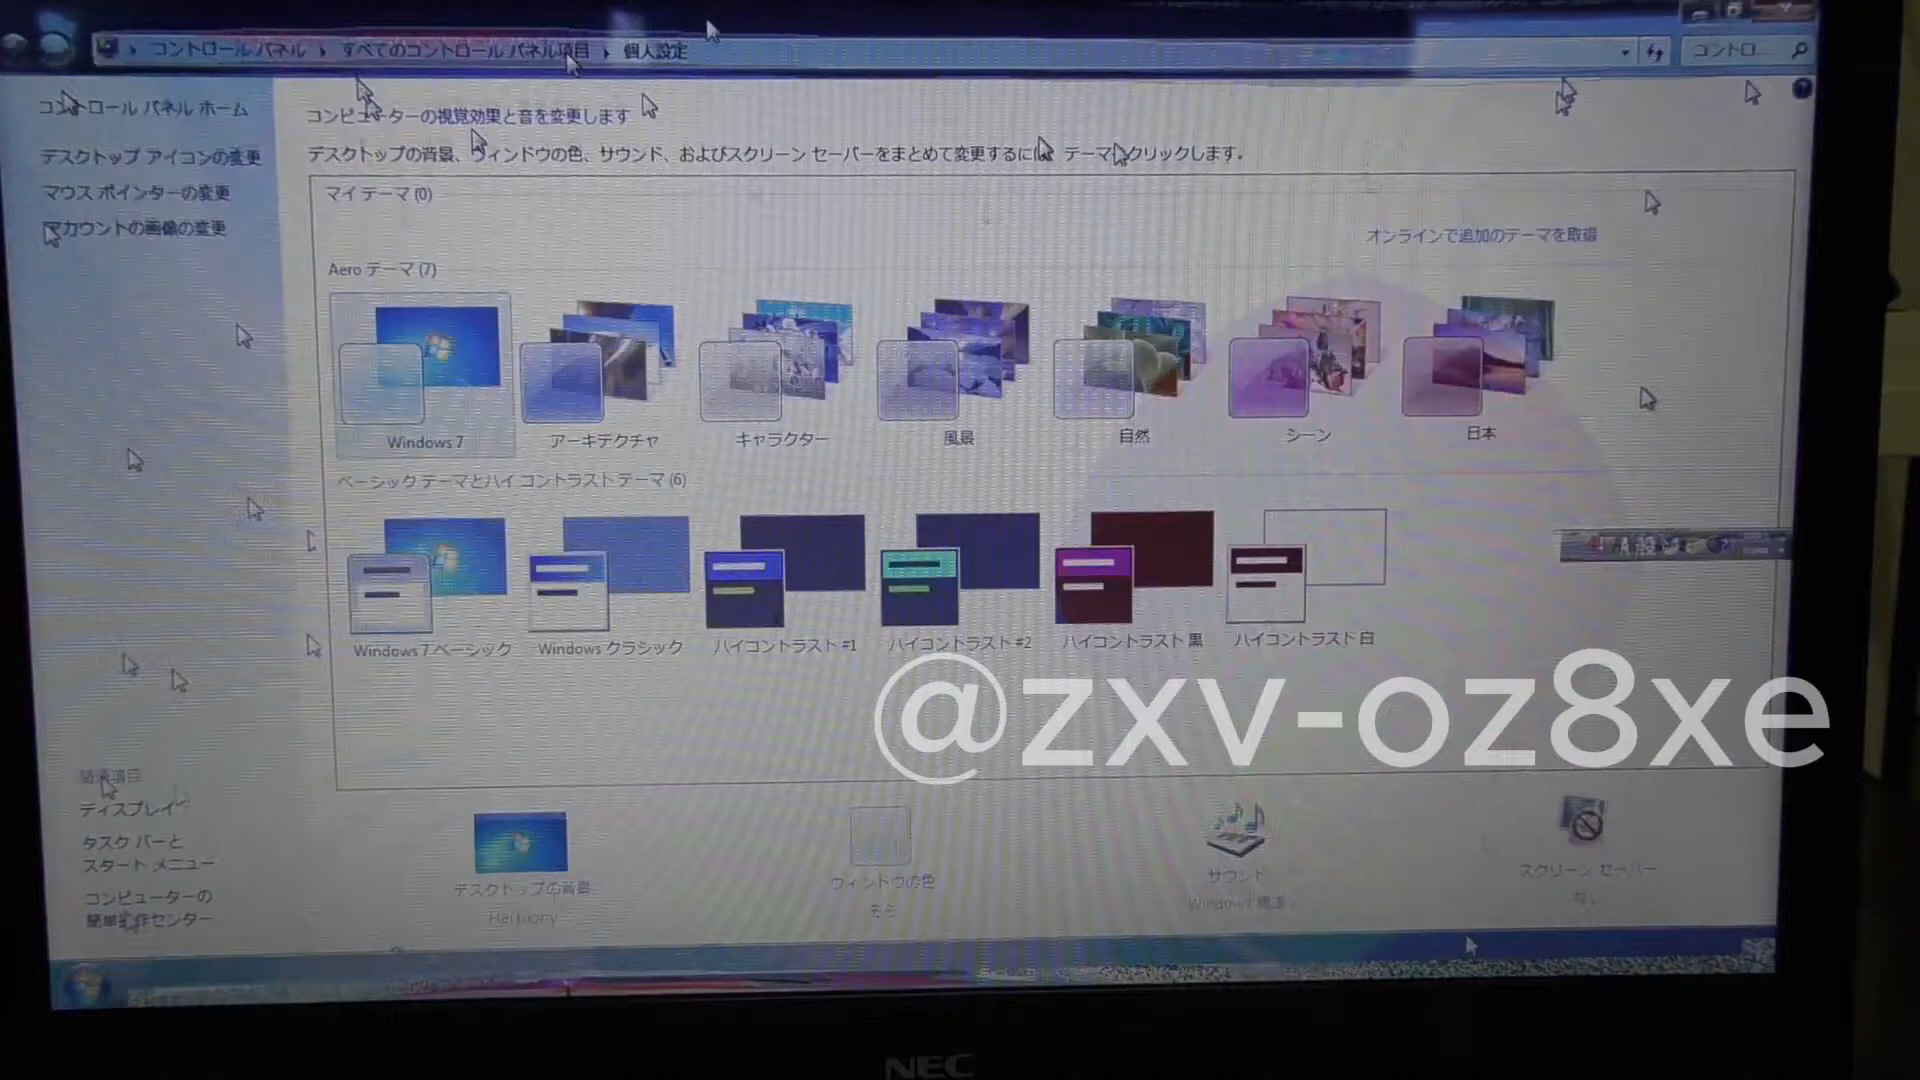 コントロール パネル ▸ すべてのコントロール パネル項目 ▸ 個人設定
コントロ...
コントロール パネル ホーム
デスクトップ アイコンの変更
マウス ポインターの変更
アカウントの画像の変更
コンピューターの視覚効果と音を変更します
デスクトップの背景、ウィンドウの色、サウンド、およびスクリーン セーバーをまとめて変更するには、テーマをクリックします。
マイ テーマ (0)
オンラインで追加のテーマを取得
Aero テーマ (7)
Windows 7
アーキテクチャ
キャラクター
風景
自然
シーン
日本
ベーシック テーマとハイ コントラスト テーマ (6)
Windows 7 ベーシック
Windows クラシック
ハイコントラスト #1
ハイコントラスト #2
ハイコントラスト 黒
ハイコントラスト 白
@zxv-oz8xe
関連項目
ディスプレイ
タスク バーと
スタート メニュー
コンピューターの
簡単操作センター
デスクトップの背景
Harmony
ウィンドウの色
そら
サウンド
Windows 標準
スクリーン セーバー
なし
NEC